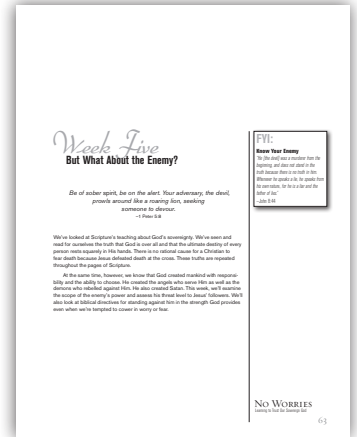 Week Five
But What About the Enemy?
Be of sober spirit, be on the alert. Your adversary, the devil,
prowls around like a roaring lion, seeking
someone to devour.
–1 Peter 5:8
We've looked at Scripture's teaching about God's sovereignty. We've seen and
read for ourselves the truth that God is over all and that the ultimate destiny of every
person rests squarely in His hands. There is no rational cause for a Christian to
fear death because Jesus defeated death at the cross. These truths are repeated
throughout the pages of Scripture.
At the same time, however, we know that God created mankind with responsi-
bility and the ability to choose. He created the angels who serve Him as well as the
demons who rebelled against Him. He also created Satan. This week, we'll examine
the scope of the enemy's power and assess his threat level to Jesus' followers. We'll
also look at biblical directives for standing against him in the strength God provides
even when we're tempted to cower in worry or fear.
FYI:
Know Your Enemy
"He [the devil] was a murderer from the
beginning, and does not stand in the
truth because there is no truth in him.
Whenever he speaks a lie, he speaks from
his own nature, for he is a liar and the
father of lies."
–John 8:44
No Worries
Learning to Trust Our Sovereign God
63